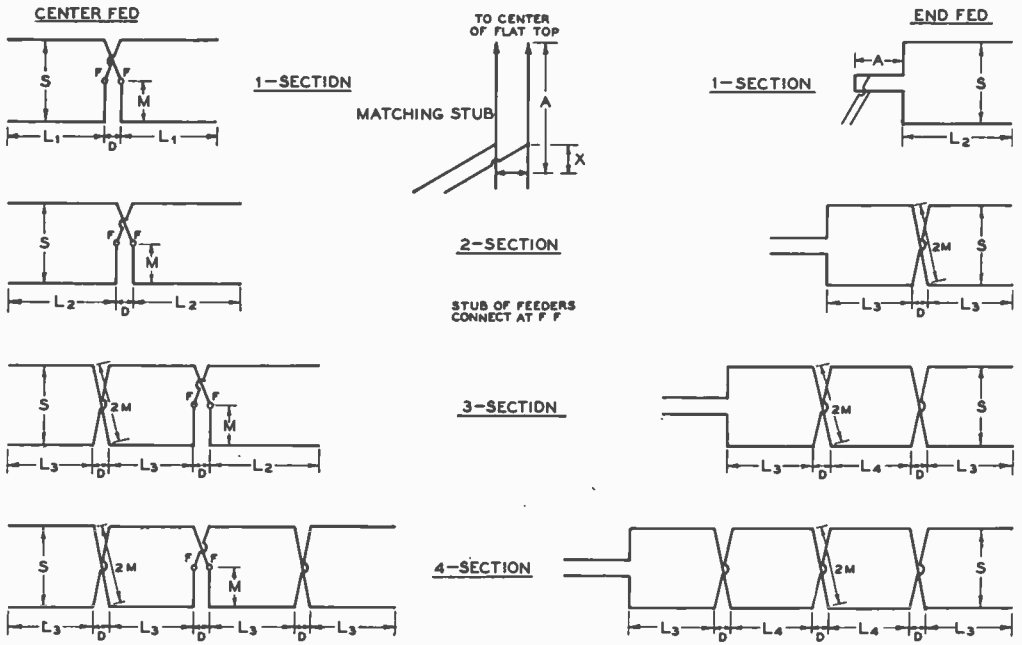 CENTER FED
TO CENTER
OF FLAT TOP
END FED
S
F
F
M
L1
D
L1
1-SECTION
MATCHING STUB
A
X
1-SECTION
A
S
L2
S
F
F
M
L2
D
L2
2-SECTION
STUB OF FEEDERS
CONNECT AT F F
2M
S
L3
D
L3
S
2M
F
F
M
L3
D
L3
D
L2
3-SECTION
2M
S
L3
D
L4
D
L3
S
2M
F
F
M
L3
D
L3
D
D
L3
4-SECTION
2M
S
L3
D
L4
D
L4
D
L3